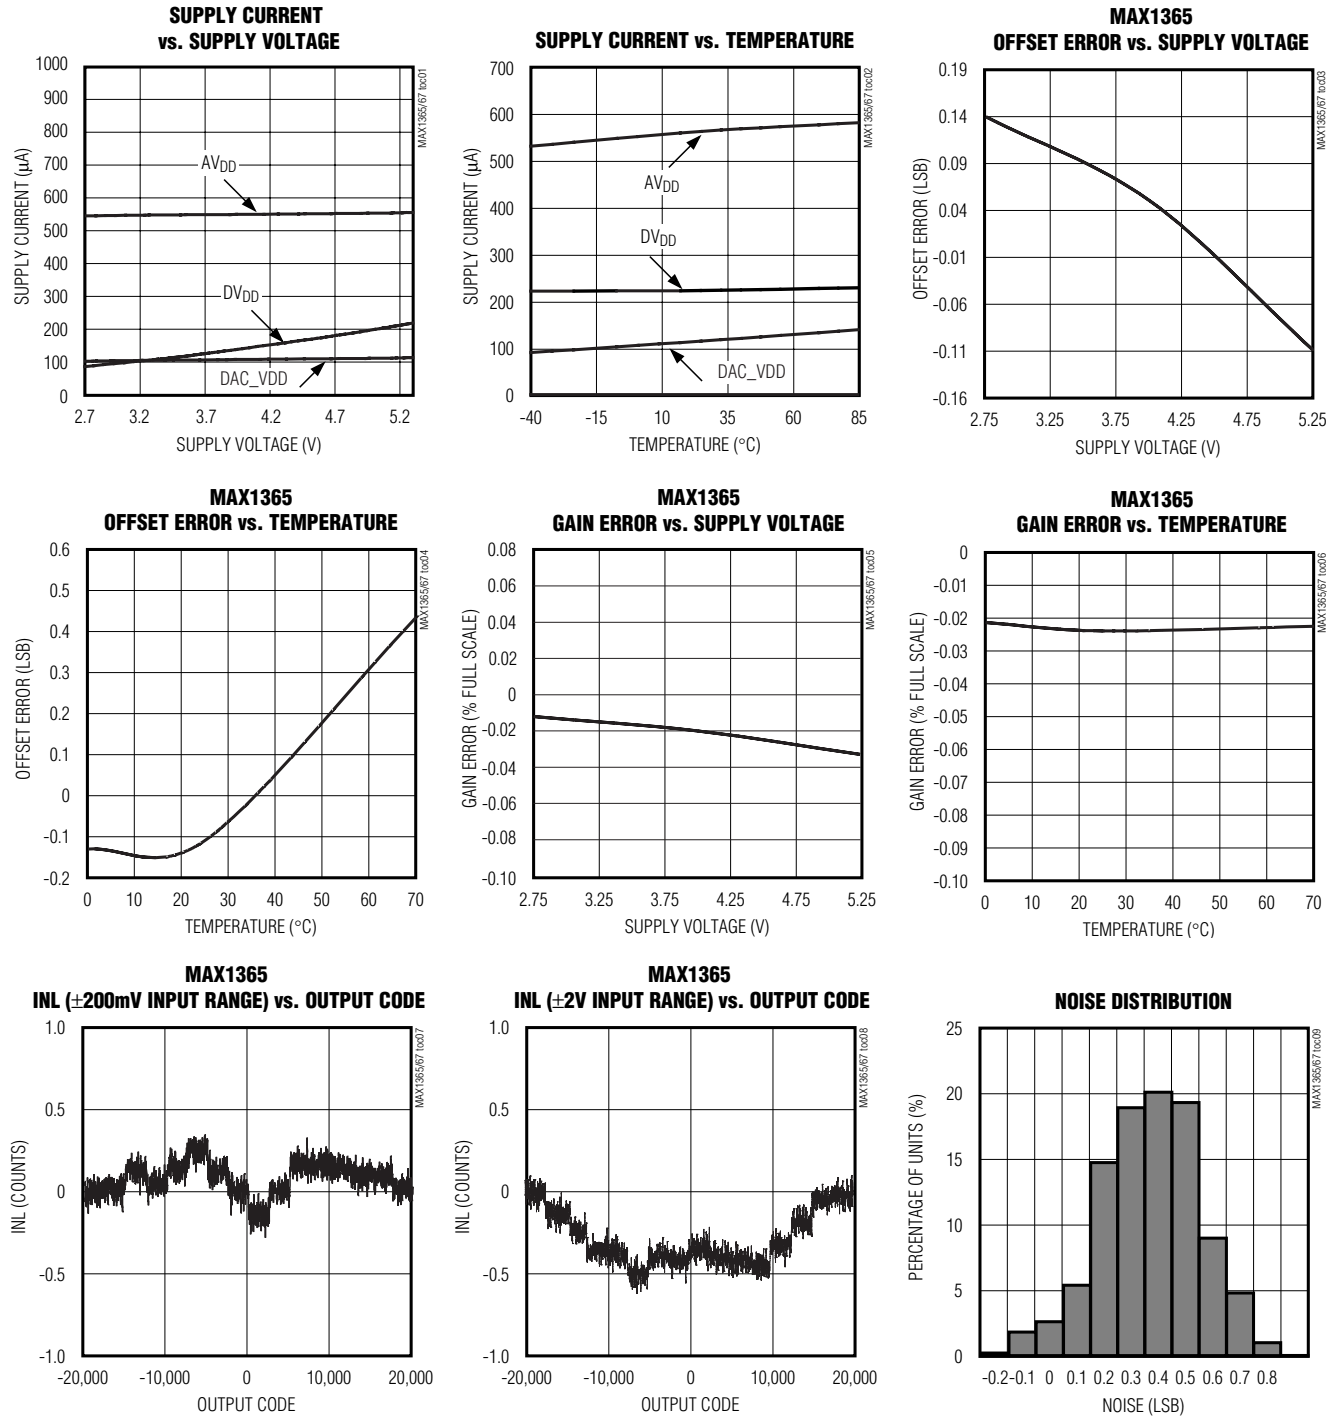 SUPPLY CURRENT
vs. SUPPLY VOLTAGE
1000
900
800
700
600
500
400
300
200
100
0
SUPPLY CURRENT (µA)
AVDD
DVDD
DAC_VDD
2.7 3.2 3.7 4.2 4.7 5.2
SUPPLY VOLTAGE (V)
MAX1365/67 toc01
SUPPLY CURRENT vs. TEMPERATURE
700
600
500
400
300
200
100
0
SUPPLY CURRENT (µA)
AVDD
DVDD
DAC_VDD
-40 -15 10 35 60 85
TEMPERATURE (°C)
MAX1365/67 toc02
MAX1365
OFFSET ERROR vs. SUPPLY VOLTAGE
0.19
0.14
0.09
0.04
-0.01
-0.06
-0.11
-0.16
OFFSET ERROR (LSB)
2.75 3.25 3.75 4.25 4.75 5.25
SUPPLY VOLTAGE (V)
MAX1365/67 toc03
MAX1365
OFFSET ERROR vs. TEMPERATURE
0.6
0.5
0.4
0.3
0.2
0.1
0
-0.1
-0.2
OFFSET ERROR (LSB)
0 10 20 30 40 50 60 70
TEMPERATURE (°C)
MAX1365/67 toc04
MAX1365
GAIN ERROR vs. SUPPLY VOLTAGE
0.08
0.06
0.04
0.02
0
-0.02
-0.04
-0.06
-0.08
-0.10
GAIN ERROR (% FULL SCALE)
2.75 3.25 3.75 4.25 4.75 5.25
SUPPLY VOLTAGE (V)
MAX1365/67 toc05
MAX1365
GAIN ERROR vs. TEMPERATURE
0
-0.01
-0.02
-0.03
-0.04
-0.05
-0.06
-0.07
-0.08
-0.09
-0.10
GAIN ERROR (% FULL SCALE)
0 10 20 30 40 50 60 70
TEMPERATURE (°C)
MAX1365/67 toc06
MAX1365
INL (±200mV INPUT RANGE) vs. OUTPUT CODE
1.0
0.5
0
-0.5
-1.0
INL (COUNTS)
-20,000 -10,000 0 10,000 20,000
OUTPUT CODE
MAX1365/67 toc07
MAX1365
INL (±2V INPUT RANGE) vs. OUTPUT CODE
1.0
0.5
0
-0.5
-1.0
INL (COUNTS)
-20,000 -10,000 0 10,000 20,000
OUTPUT CODE
MAX1365/67 toc08
NOISE DISTRIBUTION
25
20
15
10
5
0
PERCENTAGE OF UNITS (%)
-0.2 -0.1 0 0.1 0.2 0.3 0.4 0.5 0.6 0.7 0.8
NOISE (LSB)
MAX1365/67 toc09